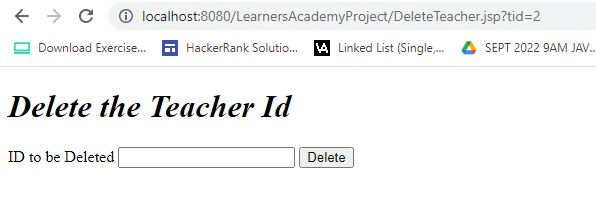 localhost:8080/LearnersAcademyProject/DeleteTeacher.jsp?tid=2
Download Exercise... HackerRank Solutio... Linked List (Single,... SEPT 2022 9AM JAV...
Delete the Teacher Id
ID to be Deleted Delete